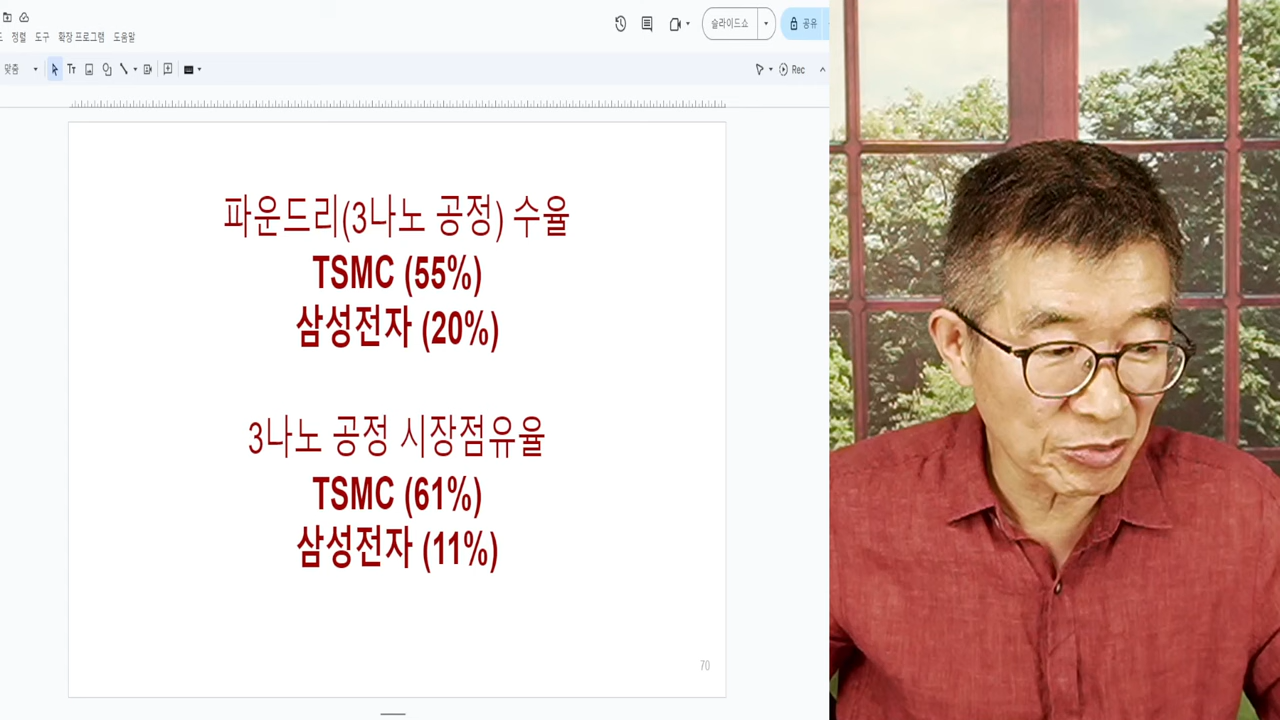 정렬 도구 확장 프로그램 도움말
슬라이드쇼
공유
맞춤
Rec
파운드리(3나노 공정) 수율
TSMC (55%)
삼성전자 (20%)
3나노 공정 시장점유율
TSMC (61%)
삼성전자 (11%)
70